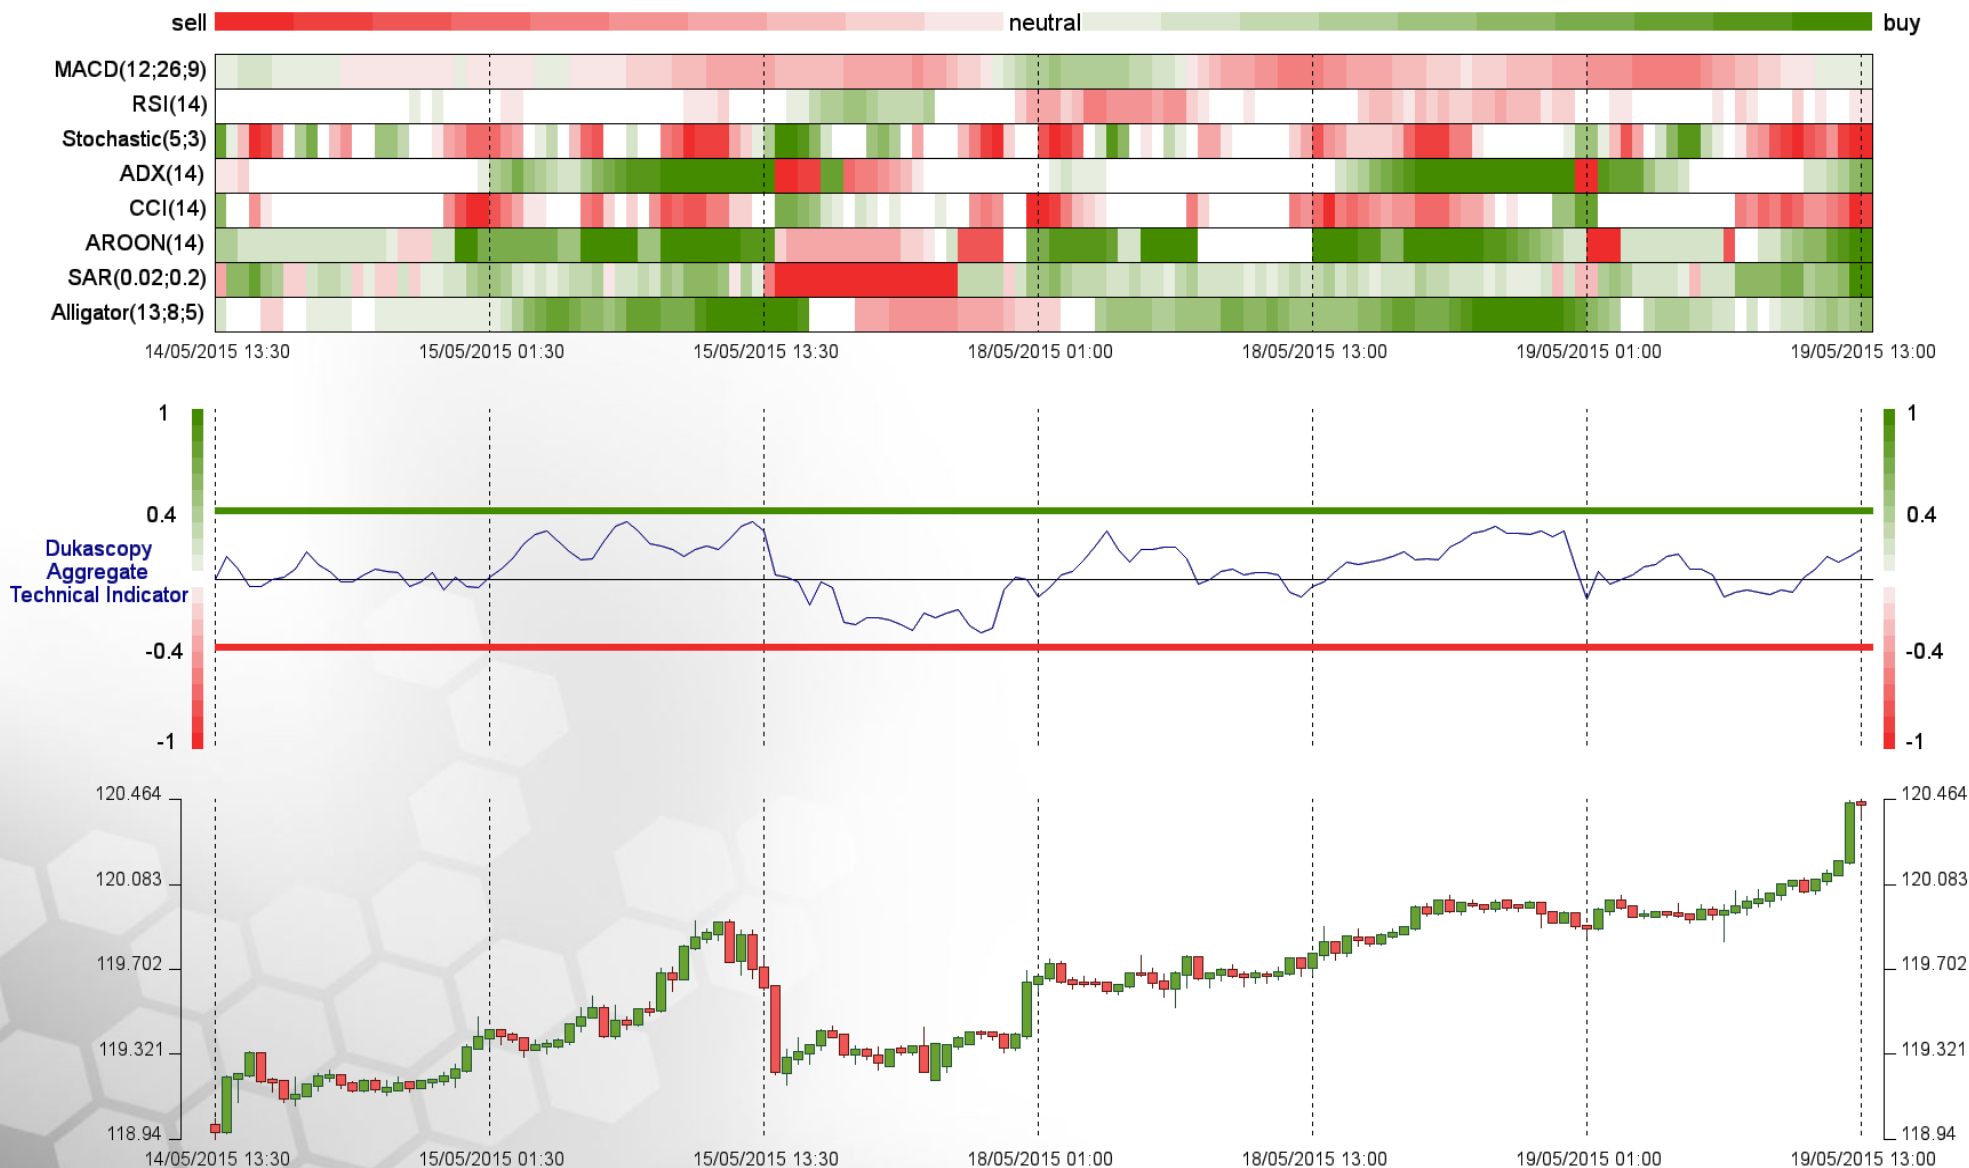 sell neutral buy
MACD(12;26;9)
RSI(14)
Stochastic(5;3)
ADX(14)
CCI(14)
AROON(14)
SAR(0.02;0.2)
Alligator(13;8;5)
14/05/2015 13:30 15/05/2015 01:30 15/05/2015 13:30 18/05/2015 01:00 18/05/2015 13:00 19/05/2015 01:00 19/05/2015 13:00
1 1
0.4 0.4
Dukascopy
Aggregate
Technical Indicator
-0.4 -0.4
-1 -1
120.464 120.464
120.083 120.083
119.702 119.702
119.321 119.321
118.94 118.94
14/05/2015 13:30 15/05/2015 01:30 15/05/2015 13:30 18/05/2015 01:00 18/05/2015 13:00 19/05/2015 01:00 19/05/2015 13:00